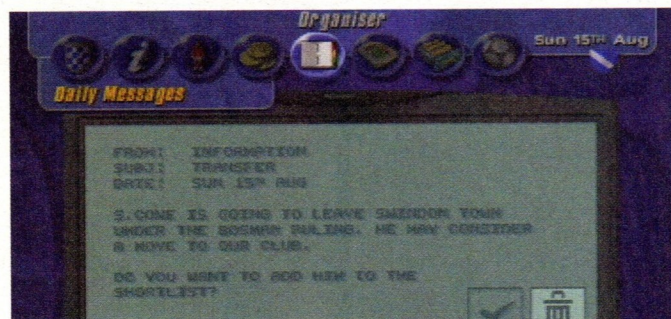 Organiser
Sun 15TH Aug
Daily Messages
FROM: INFORMATION
SUBJ: TRANSFER
DATE: SUN 15TH AUG
S.CONE IS GOING TO LEAVE SWINDON TOWN
UNDER THE BOSMAN RULING. HE MAY CONSIDER
A MOVE TO OUR CLUB.
DO YOU WANT TO ADD HIM TO THE
SHORTLIST?